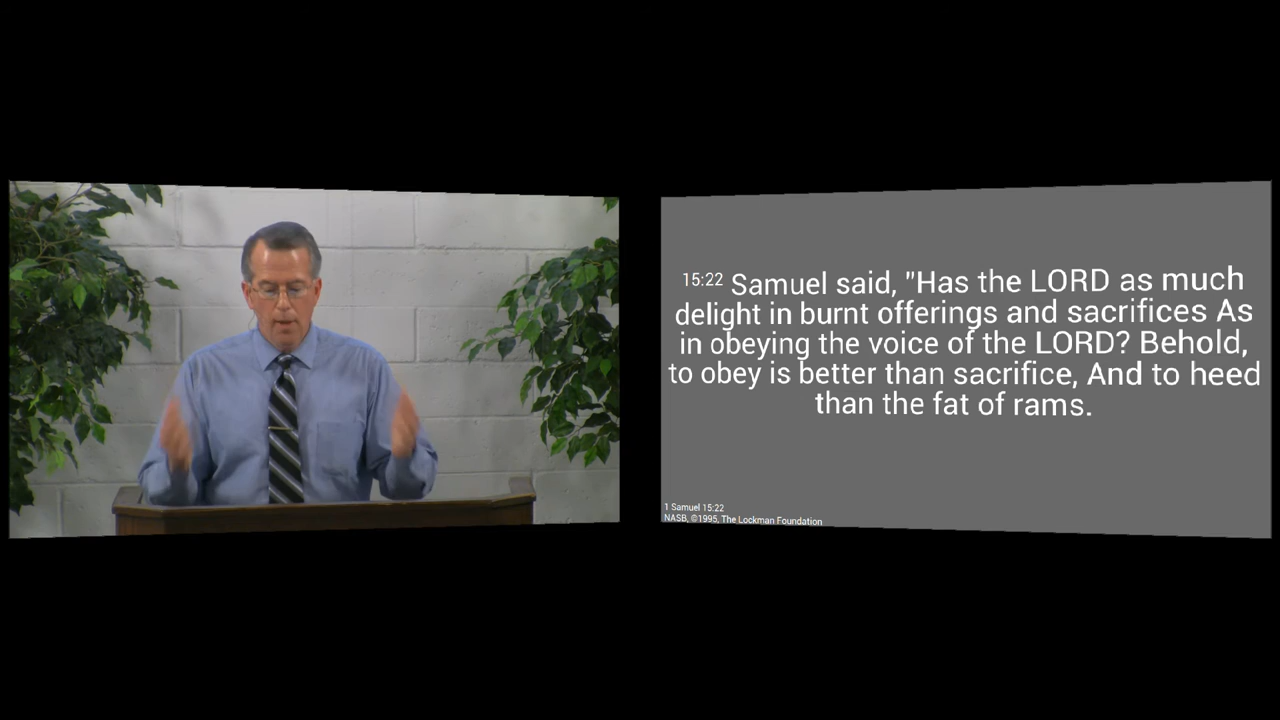 15:22 Samuel said, "Has the LORD as much
delight in burnt offerings and sacrifices As
in obeying the voice of the LORD? Behold,
to obey is better than sacrifice, And to heed
than the fat of rams.
1 Samuel 15:22
NASB, ©1995, The Lockman Foundation